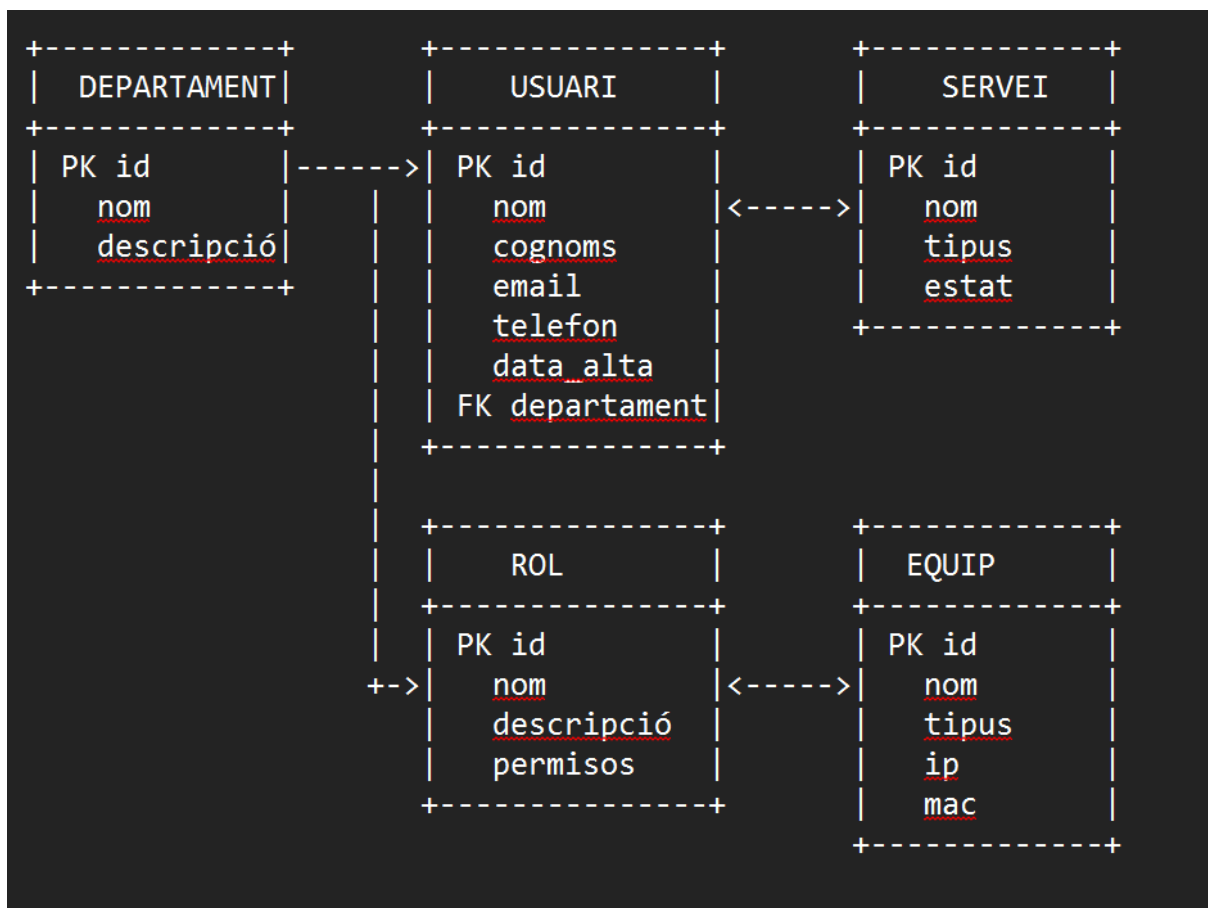 +-------------+       +---------------+       +-------------+
|  DEPARTAMENT|       |    USUARI     |       |    SERVEI   |
+-------------+       +---------------+       +-------------+
| PK id       |------>| PK id         |       | PK id       |
|   nom       |    |  |   nom         |<----->|   nom       |
|   descripció|    |  |   cognoms     |       |   tipus     |
+-------------+    |  |   email       |       |   estat     |
                   |  |   telefon     |       +-------------+
                   |  |   data_alta   |
                   |  | FK departament|
                   |  +---------------+
                   |
                   |  +---------------+       +-------------+
                   |  |    ROL        |       |  EQUIP      |
                   |  +---------------+       +-------------+
                   |  | PK id         |       | PK id       |
                   +->|   nom         |<----->|   nom       |
                      |   descripció  |       |   tipus     |
                      |   permisos    |       |   ip        |
                      +---------------+       |   mac       |
                                              +-------------+